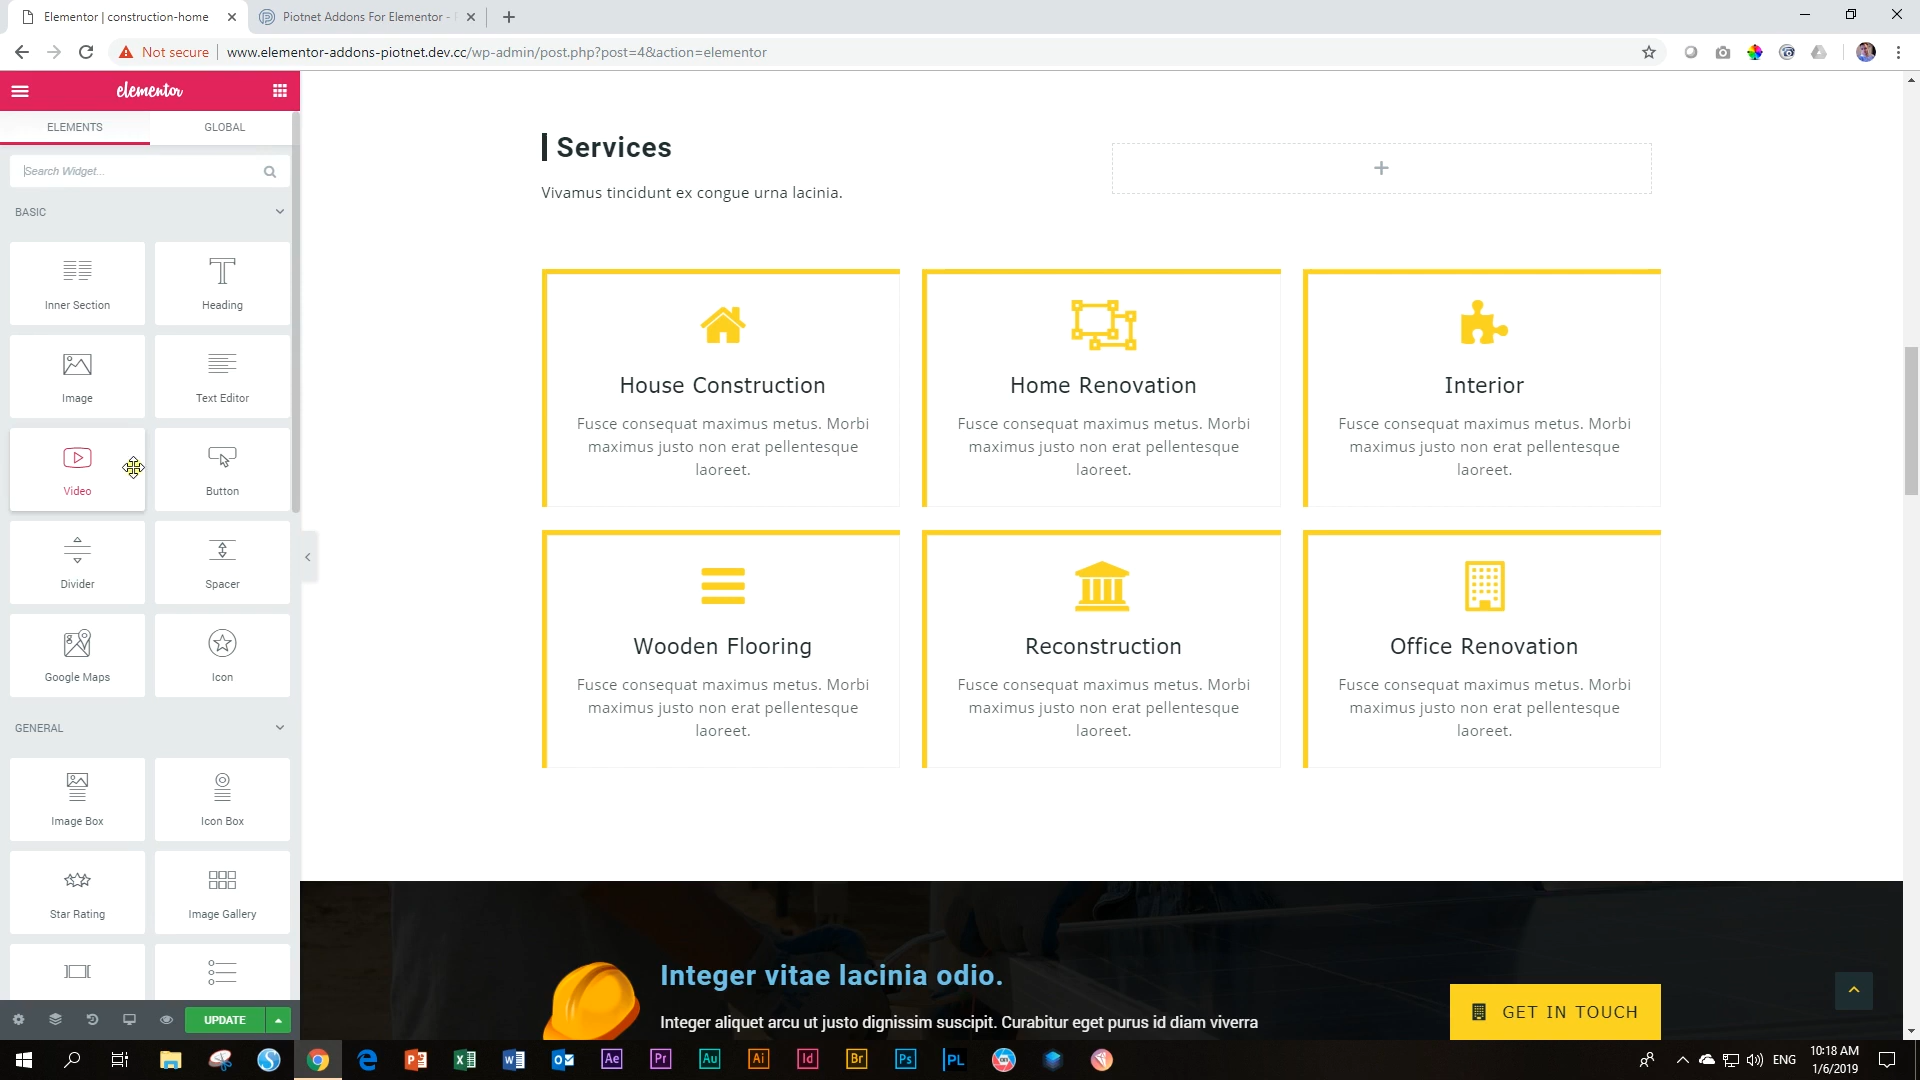 Elementor | construction-home
Piotnet Addons For Elementor -
Not secure
www.elementor-addons-piotnet.dev.cc/wp-admin/post.php?post=4&action=elementor
elementor
ELEMENTS
GLOBAL
Search Widget...
BASIC
Inner Section
Heading
Image
Text Editor
Video
Button
Divider
Spacer
Google Maps
Icon
GENERAL
Image Box
Icon Box
Star Rating
Image Gallery
UPDATE
Services
Vivamus tincidunt ex congue urna lacinia.
House Construction
Fusce consequat maximus metus. Morbi
maximus justo non erat pellentesque
laoreet.
Home Renovation
Fusce consequat maximus metus. Morbi
maximus justo non erat pellentesque
laoreet.
Interior
Fusce consequat maximus metus. Morbi
maximus justo non erat pellentesque
laoreet.
Wooden Flooring
Fusce consequat maximus metus. Morbi
maximus justo non erat pellentesque
laoreet.
Reconstruction
Fusce consequat maximus metus. Morbi
maximus justo non erat pellentesque
laoreet.
Office Renovation
Fusce consequat maximus metus. Morbi
maximus justo non erat pellentesque
laoreet.
Integer vitae lacinia odio.
Integer aliquet arcu ut justo dignissim suscipit. Curabitur eget purus id diam viverra
GET IN TOUCH
Ae
Pr
Au
Ai
Id
Br
Ps
PL
ENG
10:18 AM
1/6/2019